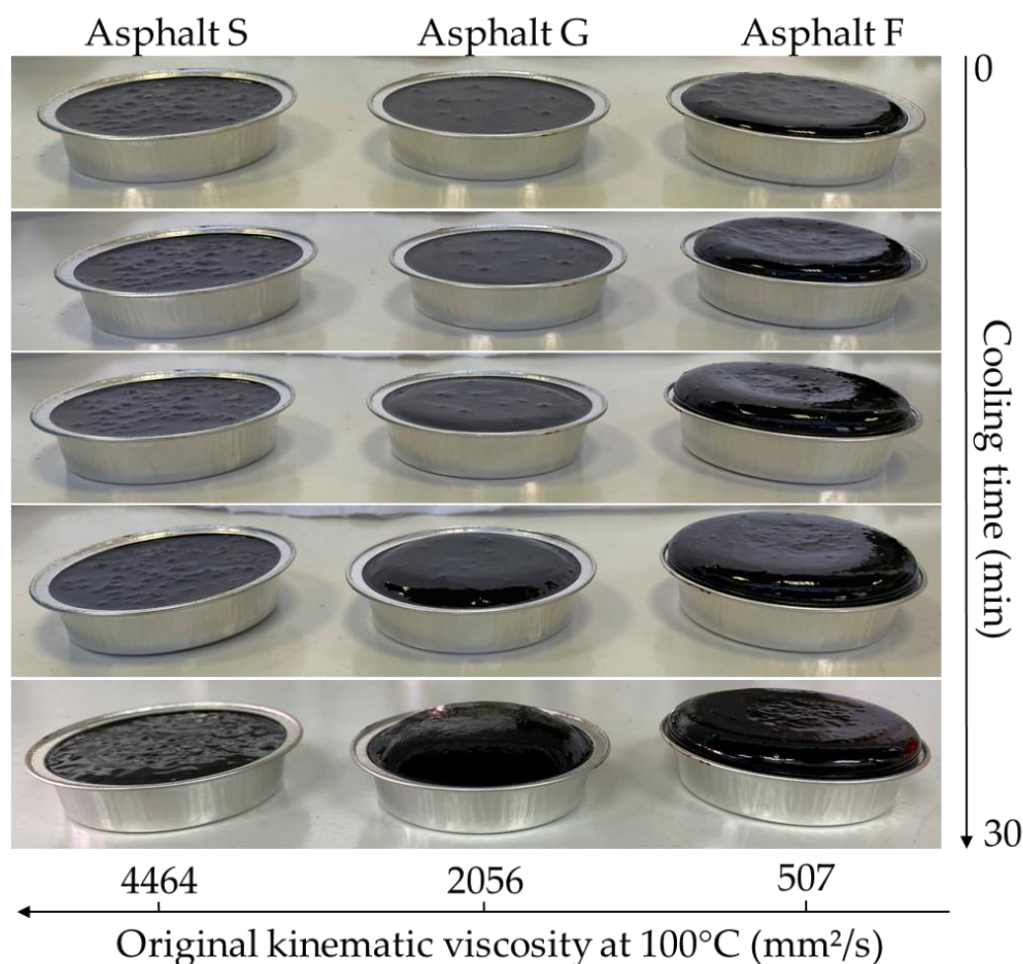 Asphalt S
Asphalt G
Asphalt F
0
Cooling time (min)
30
4464
2056
507
Original kinematic viscosity at 100°C (mm²/s)